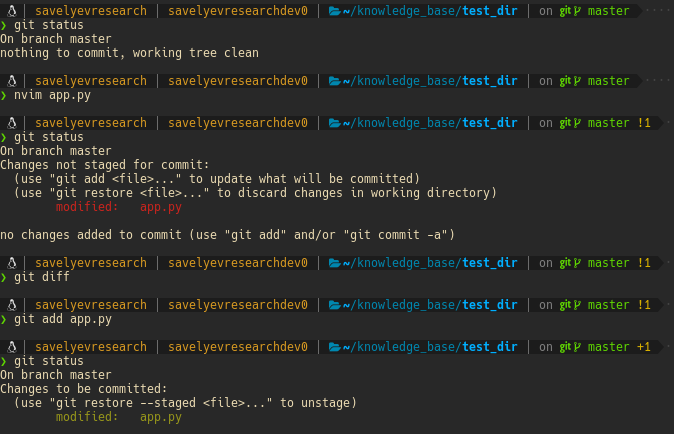 savelyevresearch | savelyevresearchdev0 | ~/knowledge_base/test_dir | on git master
❯ git status
On branch master
nothing to commit, working tree clean
savelyevresearch | savelyevresearchdev0 | ~/knowledge_base/test_dir | on git master
❯ nvim app.py
savelyevresearch | savelyevresearchdev0 | ~/knowledge_base/test_dir | on git master !1
❯ git status
On branch master
Changes not staged for commit:
  (use "git add <file>..." to update what will be committed)
  (use "git restore <file>..." to discard changes in working directory)
        modified:   app.py
no changes added to commit (use "git add" and/or "git commit -a")
savelyevresearch | savelyevresearchdev0 | ~/knowledge_base/test_dir | on git master !1
❯ git diff
savelyevresearch | savelyevresearchdev0 | ~/knowledge_base/test_dir | on git master !1
❯ git add app.py
savelyevresearch | savelyevresearchdev0 | ~/knowledge_base/test_dir | on git master +1
❯ git status
On branch master
Changes to be committed:
  (use "git restore --staged <file>..." to unstage)
        modified:   app.py